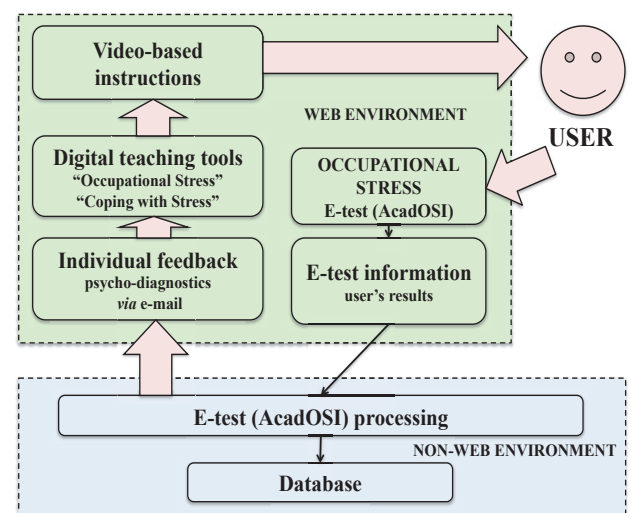 Video-based
instructions
WEB ENVIRONMENT
USER
Digital teaching tools
“Occupational Stress”
“Coping with Stress”
OCCUPATIONAL
STRESS
E-test (AcadOSI)
Individual feedback
psycho-diagnostics
via e-mail
E-test information
user's results
E-test (AcadOSI) processing
NON-WEB ENVIRONMENT
Database